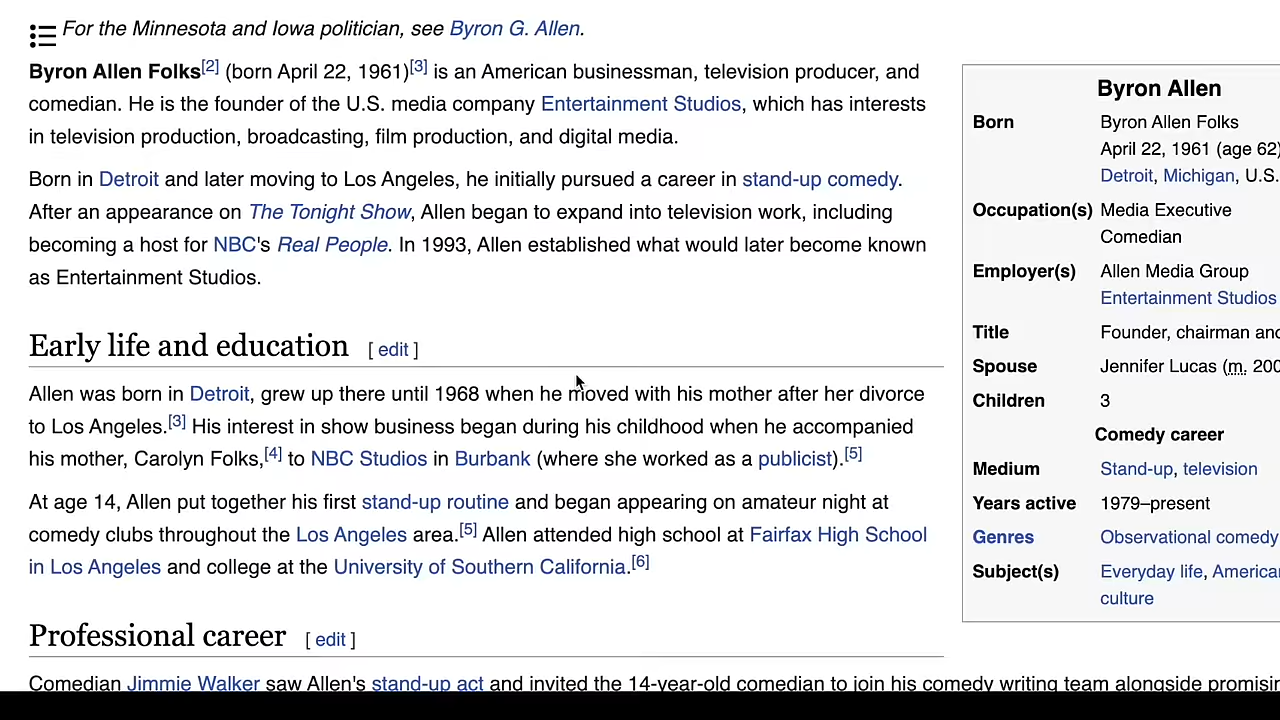 For the Minnesota and Iowa politician, see Byron G. Allen.
Byron Allen Folks[2] (born April 22, 1961)[3] is an American businessman, television producer, and
comedian. He is the founder of the U.S. media company Entertainment Studios, which has interests
in television production, broadcasting, film production, and digital media.
Born in Detroit and later moving to Los Angeles, he initially pursued a career in stand-up comedy.
After an appearance on The Tonight Show, Allen began to expand into television work, including
becoming a host for NBC's Real People. In 1993, Allen established what would later become known
as Entertainment Studios.
Early life and education [ edit ]
Allen was born in Detroit, grew up there until 1968 when he moved with his mother after her divorce
to Los Angeles.[3] His interest in show business began during his childhood when he accompanied
his mother, Carolyn Folks,[4] to NBC Studios in Burbank (where she worked as a publicist).[5]
At age 14, Allen put together his first stand-up routine and began appearing on amateur night at
comedy clubs throughout the Los Angeles area.[5] Allen attended high school at Fairfax High School
in Los Angeles and college at the University of Southern California.[6]
Professional career [ edit ]
Comedian Jimmie Walker saw Allen's stand-up act and invited the 14-year-old comedian to join his comedy writing team alongside promisin
Byron Allen
Born Byron Allen Folks
April 22, 1961 (age 62)
Detroit, Michigan, U.S.
Occupation(s) Media Executive
Comedian
Employer(s) Allen Media Group
Entertainment Studios
Title Founder, chairman and
Spouse Jennifer Lucas (m. 200
Children 3
Comedy career
Medium Stand-up, television
Years active 1979–present
Genres Observational comedy
Subject(s) Everyday life, American
culture